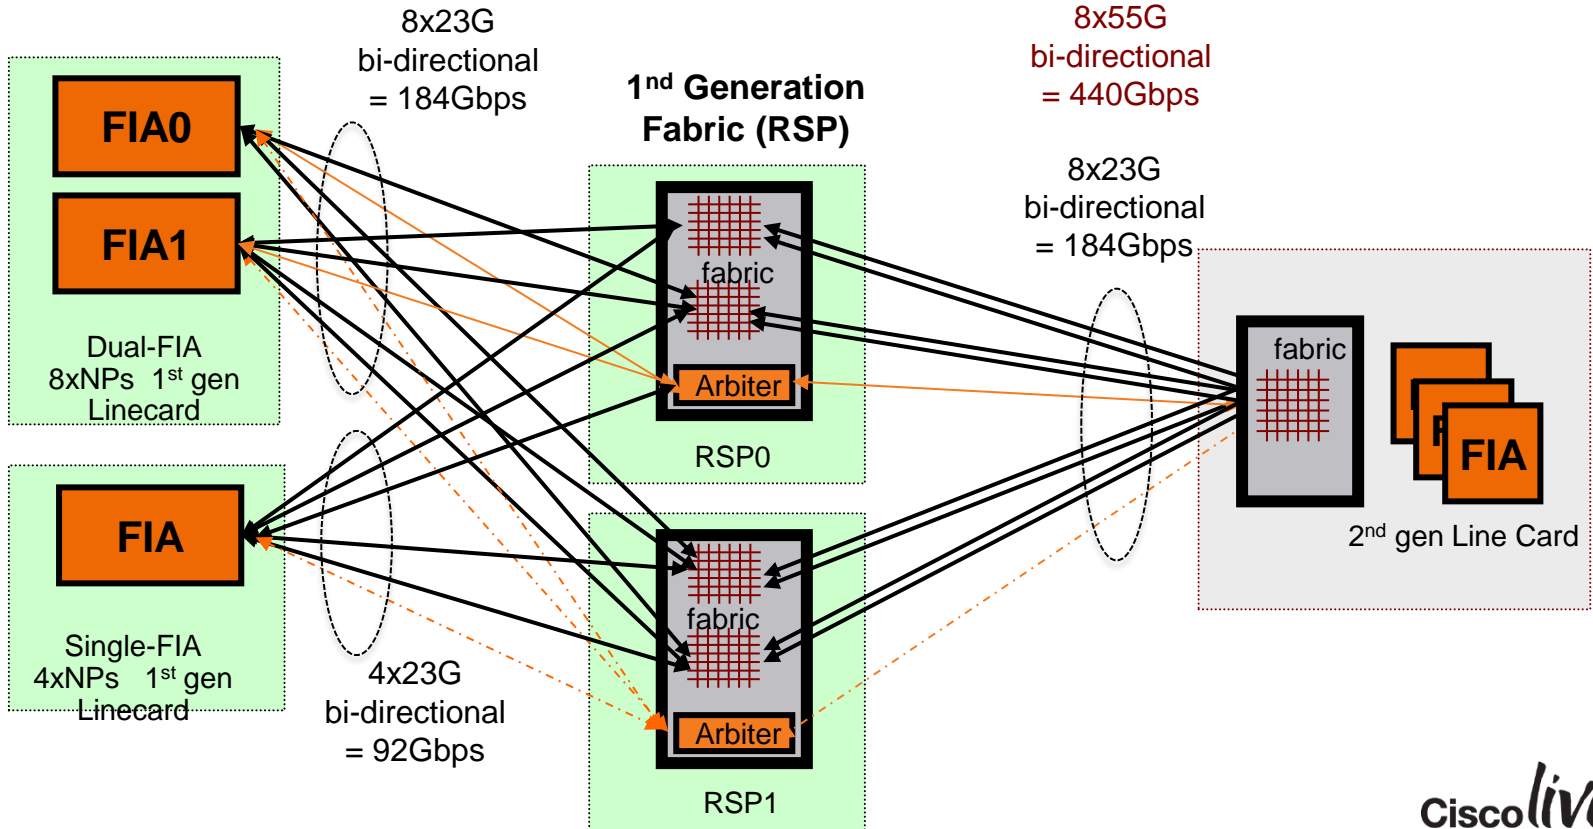 8x23G
bi-directional
= 184Gbps
8x55G
bi-directional
= 440Gbps
1nd Generation
Fabric (RSP)
8x23G
bi-directional
= 184Gbps
FIA0
FIA1
Dual-FIA
8xNPs 1st gen
Linecard
fabric
Arbiter
RSP0
fabric
FIA
2nd gen Line Card
FIA
Single-FIA
4xNPs 1st gen
Linecard
4x23G
bi-directional
= 92Gbps
fabric
Arbiter
RSP1
Cisco